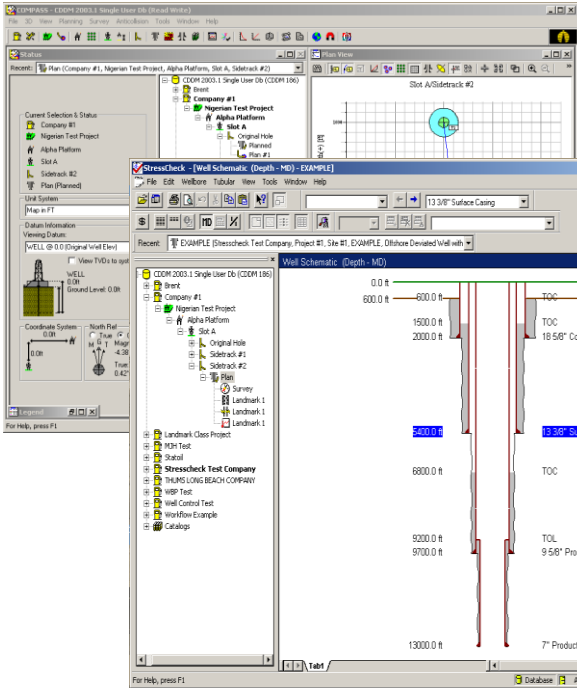 COMPASS - CDDM 2003.1 Single User Db (Read Write)
File 3D View Planning Survey Anticollision Tools Window Help
Status
Plan View
Recent: Plan (Company #1, Nigerian Test Project, Alpha Platform, Slot A, Sidetrack #2)
CDDM 2003.1 Single User Db (CDDM 186)
Brent
Company #1
Nigerian Test Project
Alpha Platform
Slot A
Original Hole
Planned
Plan #1
Slot A/Sidetrack #2
Current Selection & Status
Company #1
Nigerian Test Project
Alpha Platform
Slot A
Sidetrack #2
Plan (Planned)
Unit System
Map in FT
Datum Information
Viewing Datum:
WELL @ 0.0 (Original Well Elev)
View TVDs to syst
WELL
0.0ft
Ground Level: 0.0ft
Coordinate System
0.0ft
0.0ft
North Ref
True
M G T
Magn
-4.38
True
0.42°
Legend
For Help, press F1
StressCheck - [Well Schematic (Depth - MD) - EXAMPLE]
File Edit Wellbore Tubular View Tools Window Help
13 3/8" Surface Casing
MD
Recent: EXAMPLE (Stresscheck Test Company, Project #1, Site #1, EXAMPLE, Offshore Deviated Well with
CDDM 2003.1 Single User Db (CDDM 186)
Brent
Company #1
Nigerian Test Project
Alpha Platform
Slot A
Original Hole
Sidetrack #1
Sidetrack #2
Plan
Survey
Landmark 1
Landmark 1
Landmark 1
Landmark Class Project
MJH Test
Statoil
Stresscheck Test Company
THUMS LONG BEACH COMPANY
WBP Test
Well Control Test
Workflow Example
Catalogs
Well Schematic (Depth - MD)
0.0 ft
600.0 ft
600.0 ft TOC
1500.0 ft TOC
2000.0 ft 18 5/8" Co
5400.0 ft 13 3/8" Su
6800.0 ft TOC
9200.0 ft TOL
9700.0 ft 9 5/8" Pro
13000.0 ft 7" Product
Tab1
For Help, press F1
Database